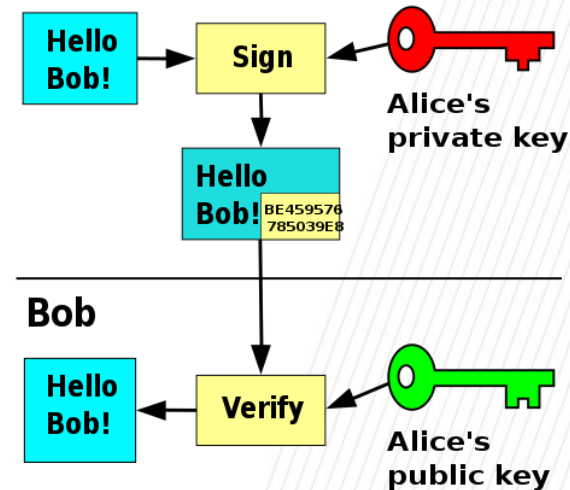 Hello
Bob!
Sign
Alice's
private key
Hello
Bob!
BE459576
785039E8
Bob
Hello
Bob!
Verify
Alice's
public key